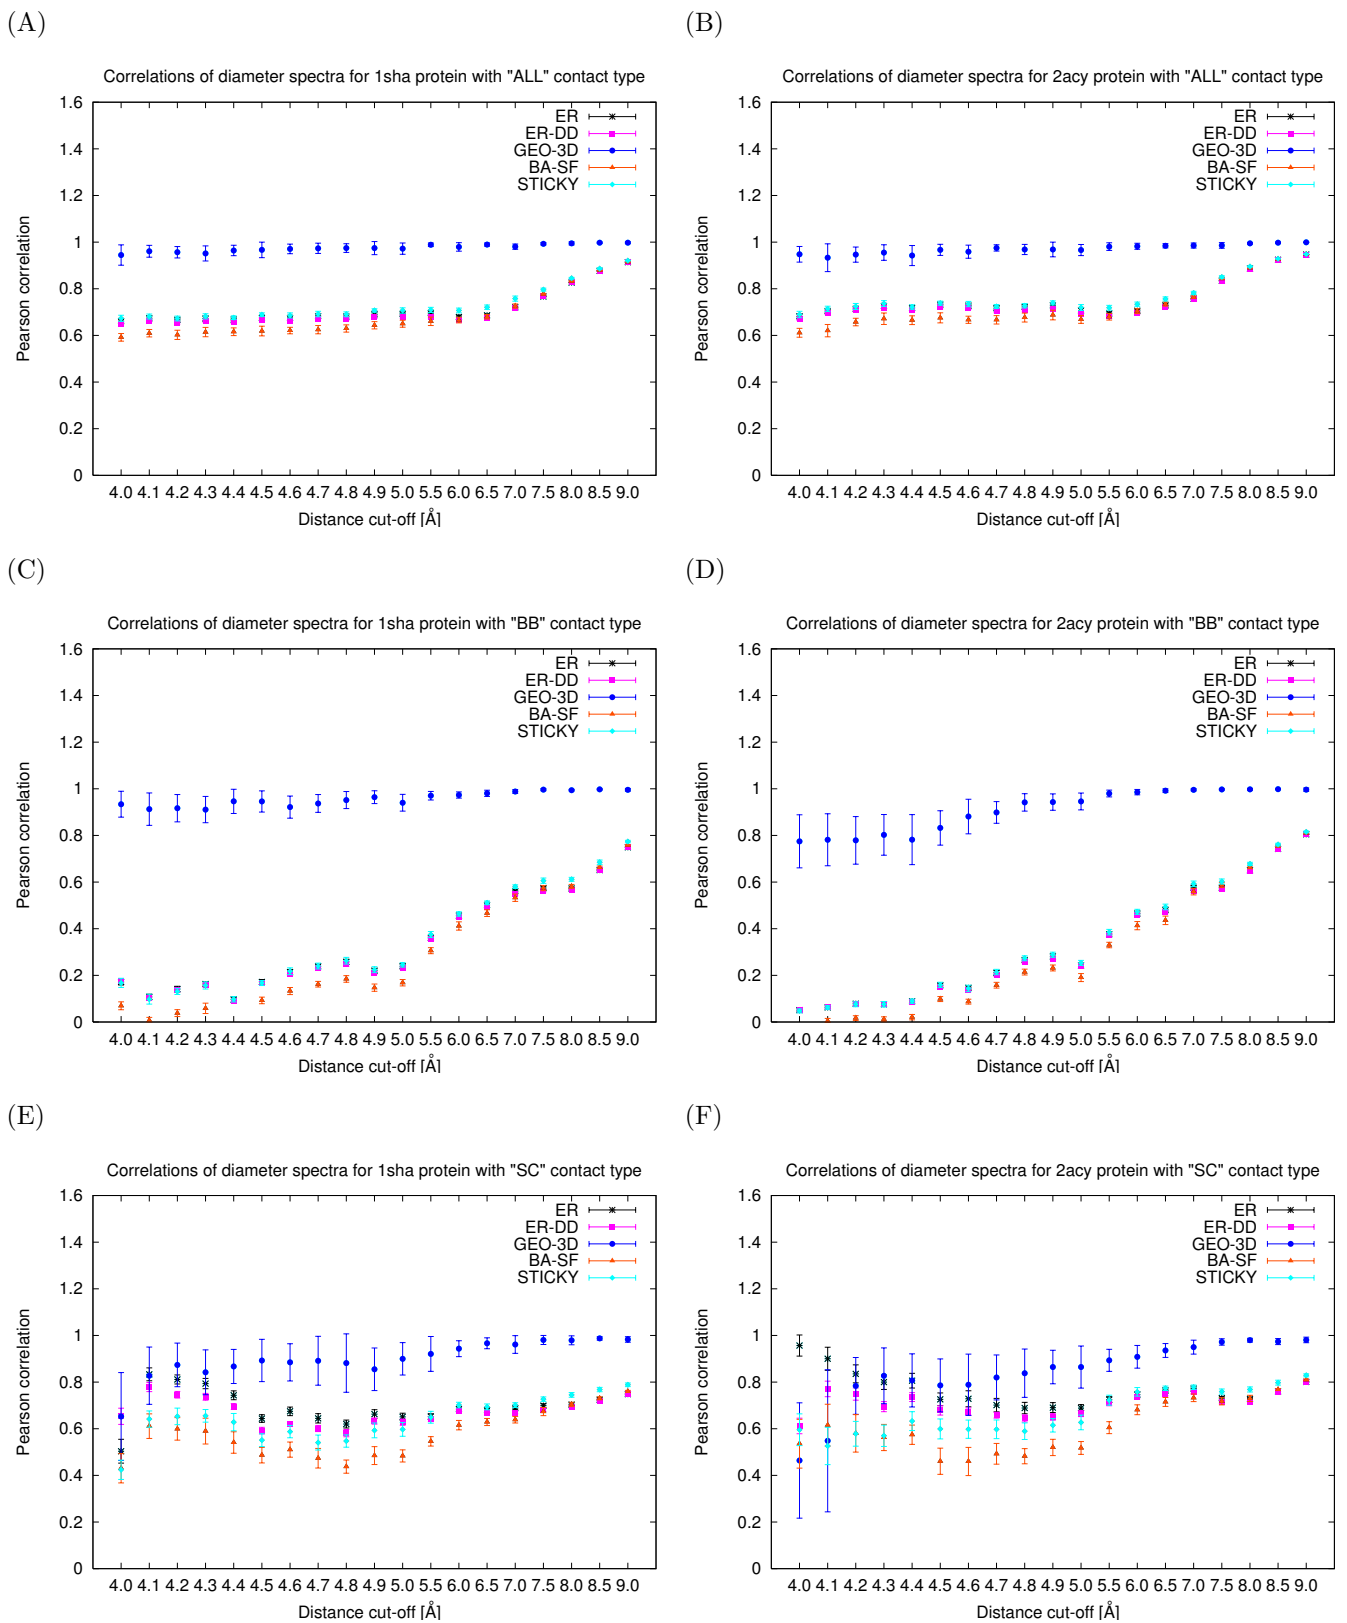 (A)
Correlations of diameter spectra for 1sha protein with "ALL" contact type
1.6
1.4
1.2
1
0.8
0.6
0.4
0.2
0
ER
ER-DD
GEO-3D
BA-SF
STICKY
Pearson correlation
4.0 4.1 4.2 4.3 4.4 4.5 4.6 4.7 4.8 4.9 5.0 5.5 6.0 6.5 7.0 7.5 8.0 8.5 9.0
Distance cut-off [Å]
(B)
Correlations of diameter spectra for 2acy protein with "ALL" contact type
1.6
1.4
1.2
1
0.8
0.6
0.4
0.2
0
ER
ER-DD
GEO-3D
BA-SF
STICKY
Pearson correlation
4.0 4.1 4.2 4.3 4.4 4.5 4.6 4.7 4.8 4.9 5.0 5.5 6.0 6.5 7.0 7.5 8.0 8.5 9.0
Distance cut-off [Å]
(C)
Correlations of diameter spectra for 1sha protein with "BB" contact type
1.6
1.4
1.2
1
0.8
0.6
0.4
0.2
0
ER
ER-DD
GEO-3D
BA-SF
STICKY
Pearson correlation
4.0 4.1 4.2 4.3 4.4 4.5 4.6 4.7 4.8 4.9 5.0 5.5 6.0 6.5 7.0 7.5 8.0 8.5 9.0
Distance cut-off [Å]
(D)
Correlations of diameter spectra for 2acy protein with "BB" contact type
1.6
1.4
1.2
1
0.8
0.6
0.4
0.2
0
ER
ER-DD
GEO-3D
BA-SF
STICKY
Pearson correlation
4.0 4.1 4.2 4.3 4.4 4.5 4.6 4.7 4.8 4.9 5.0 5.5 6.0 6.5 7.0 7.5 8.0 8.5 9.0
Distance cut-off [Å]
(E)
Correlations of diameter spectra for 1sha protein with "SC" contact type
1.6
1.4
1.2
1
0.8
0.6
0.4
0.2
0
ER
ER-DD
GEO-3D
BA-SF
STICKY
Pearson correlation
4.0 4.1 4.2 4.3 4.4 4.5 4.6 4.7 4.8 4.9 5.0 5.5 6.0 6.5 7.0 7.5 8.0 8.5 9.0
Distance cut-off [Å]
(F)
Correlations of diameter spectra for 2acy protein with "SC" contact type
1.6
1.4
1.2
1
0.8
0.6
0.4
0.2
0
ER
ER-DD
GEO-3D
BA-SF
STICKY
Pearson correlation
4.0 4.1 4.2 4.3 4.4 4.5 4.6 4.7 4.8 4.9 5.0 5.5 6.0 6.5 7.0 7.5 8.0 8.5 9.0
Distance cut-off [Å]